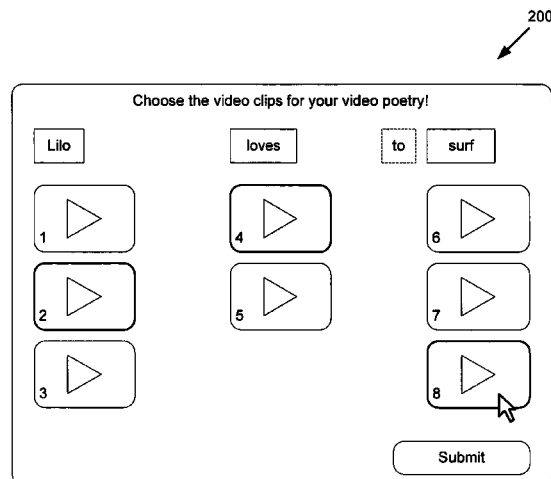 200
Choose the video clips for your video poetry!
Lilo loves to surf
1 4 6
2 5 7
3 8
Submit